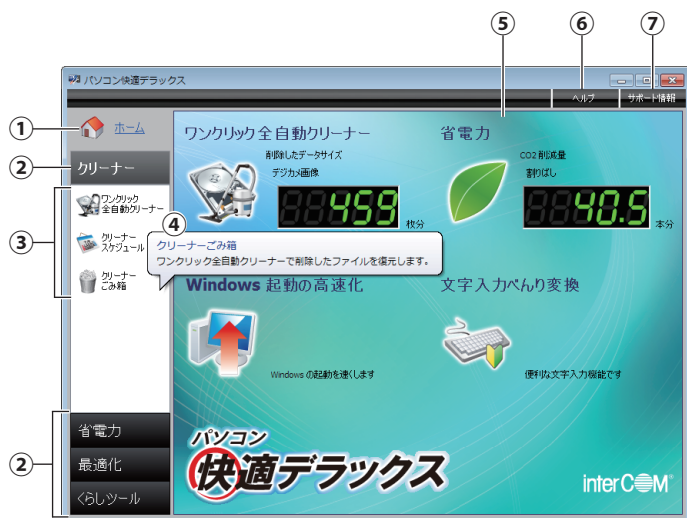 ⑤ ⑥ ⑦
パソコン快適デラックス
ヘルプ サポート情報
① ホーム
② クリーナー
③
ワンクリック
全自動クリーナー
クリーナー
スケジュール
クリーナー
ごみ箱
④
クリーナーごみ箱
ワンクリック全自動クリーナーで削除したファイルを復元します。
ワンクリック全自動クリーナー
削除したデータサイズ
デジカメ画像
459
枚分
省電力
CO2 削減量
割りばし
40.5
本分
Windows 起動の高速化
Windows の起動を速くします
文字入力べんり変換
便利な文字入力機能です
②
省電力
最適化
くらしツール
パソコン
快適デラックス
interCOM